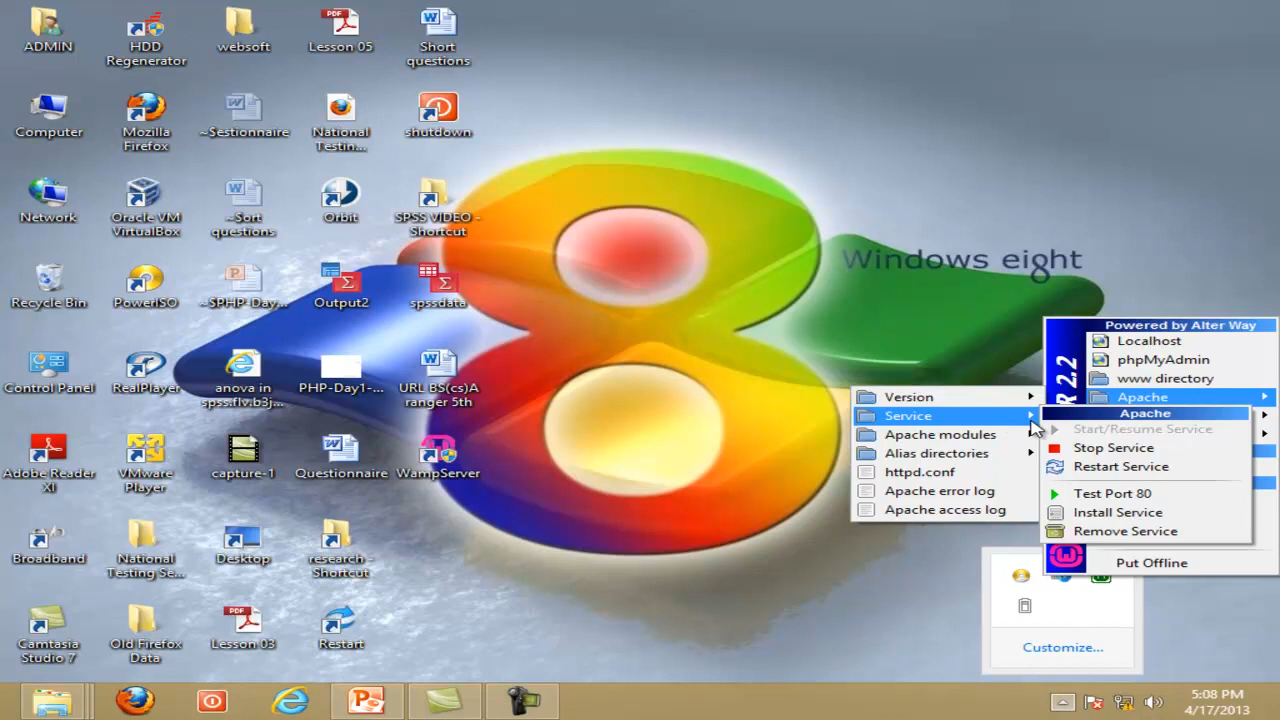 ADMIN
HDD
Regenerator
websoft
Lesson 05
Short
questions
Computer
Mozilla
Firefox
~$estionnaire
National
Testin...
shutdown
Network
Oracle VM
VirtualBox
~$ort
questions
Orbit
SPSS VIDEO -
Shortcut
Windows eight
Recycle Bin
PowerISO
~$PHP-Day...
Output2
spssdata
Control Panel
RealPlayer
anova in
spss.flv.b3j...
PHP-Day1-...
URL BS(cs)A
ranger 5th
Adobe Reader
XI
VMware
Player
capture-1
Questionnaire
WampServer
Broadband
National
Testing Se...
Desktop
research -
Shortcut
Camtasia
Studio 7
Old Firefox
Data
Lesson 03
Restart
Powered by Alter Way
Localhost
phpMyAdmin
www directory
Apache
R 2.2
Version
Service
Apache modules
Alias directories
httpd.conf
Apache error log
Apache access log
Apache
Start/Resume Service
Stop Service
Restart Service
Test Port 80
Install Service
Remove Service
Put Offline
Customize...
5:08 PM
4/17/2013